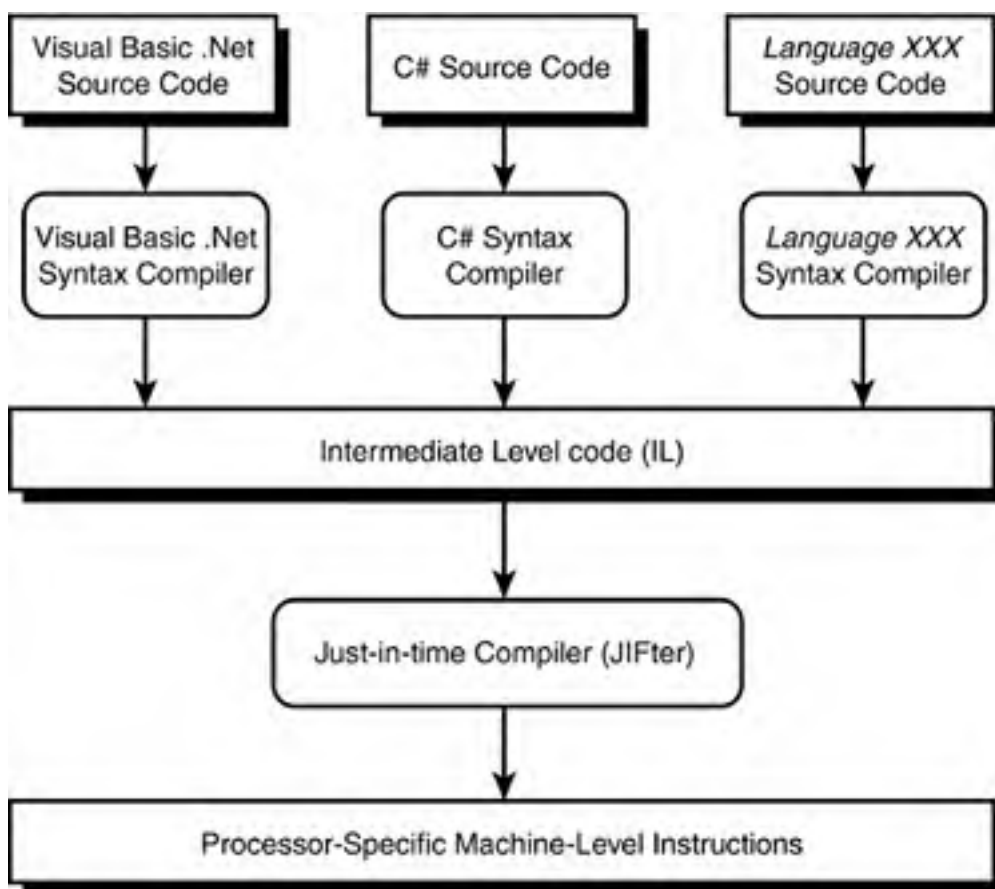 Visual Basic .Net
Source Code
C# Source Code
Language XXX
Source Code
Visual Basic .Net
Syntax Compiler
C# Syntax
Compiler
Language XXX
Syntax Compiler
Intermediate Level code (IL)
Just-in-time Compiler (JIFter)
Processor-Specific Machine-Level Instructions